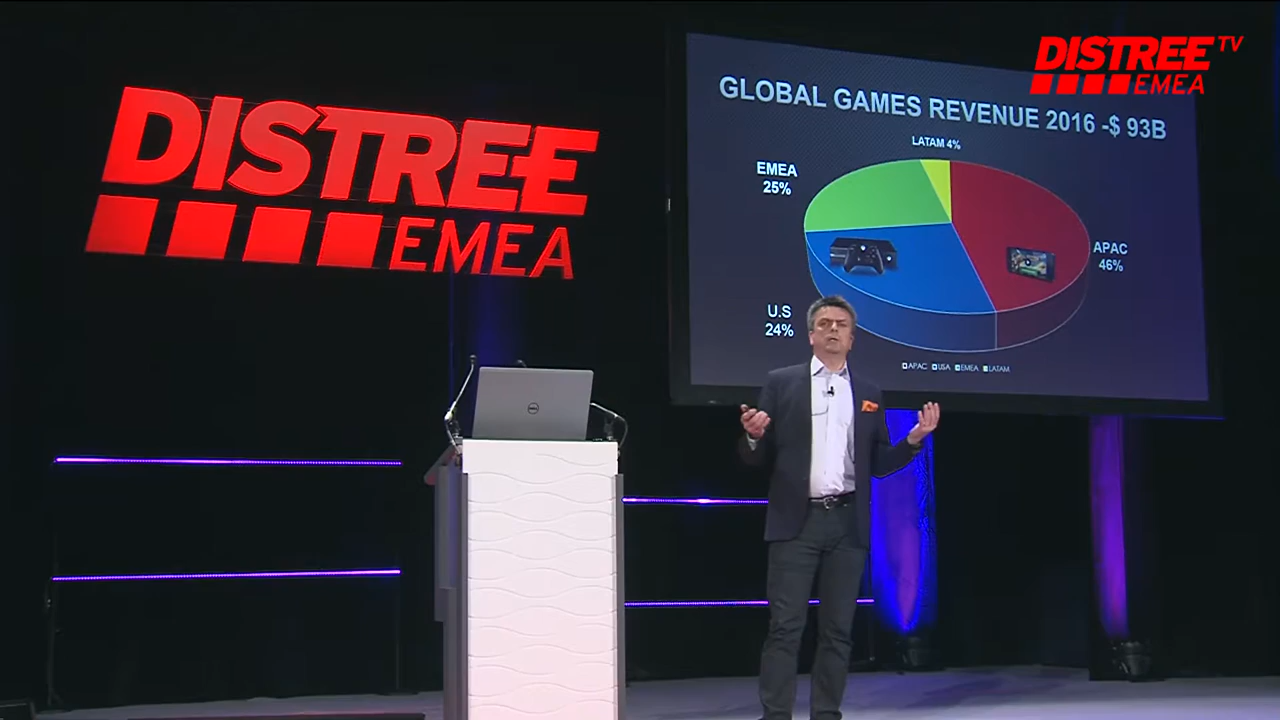 DISTREE
EMEA
DISTREE TV
EMEA
GLOBAL GAMES REVENUE 2016 -$ 93B
LATAM 4%
EMEA
25%
APAC
46%
U.S
24%
APAC USA EMEA LATAM
DELL